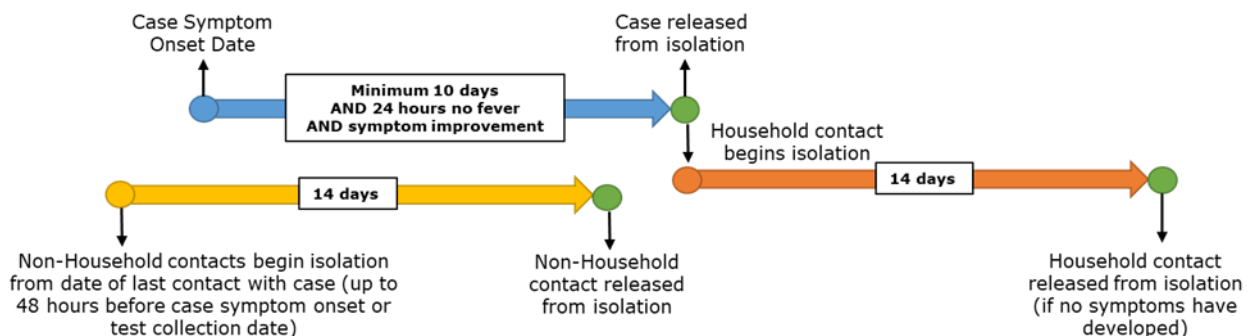 Case Symptom
Onset Date
Case released
from isolation
Minimum 10 days
AND 24 hours no fever
AND symptom improvement
Household contact
begins isolation
14 days
14 days
Non-Household contacts begin isolation
from date of last contact with case (up to
48 hours before case symptom onset or
test collection date)
Non-Household
contact released
from isolation
Household contact
released from isolation
(if no symptoms have
developed)